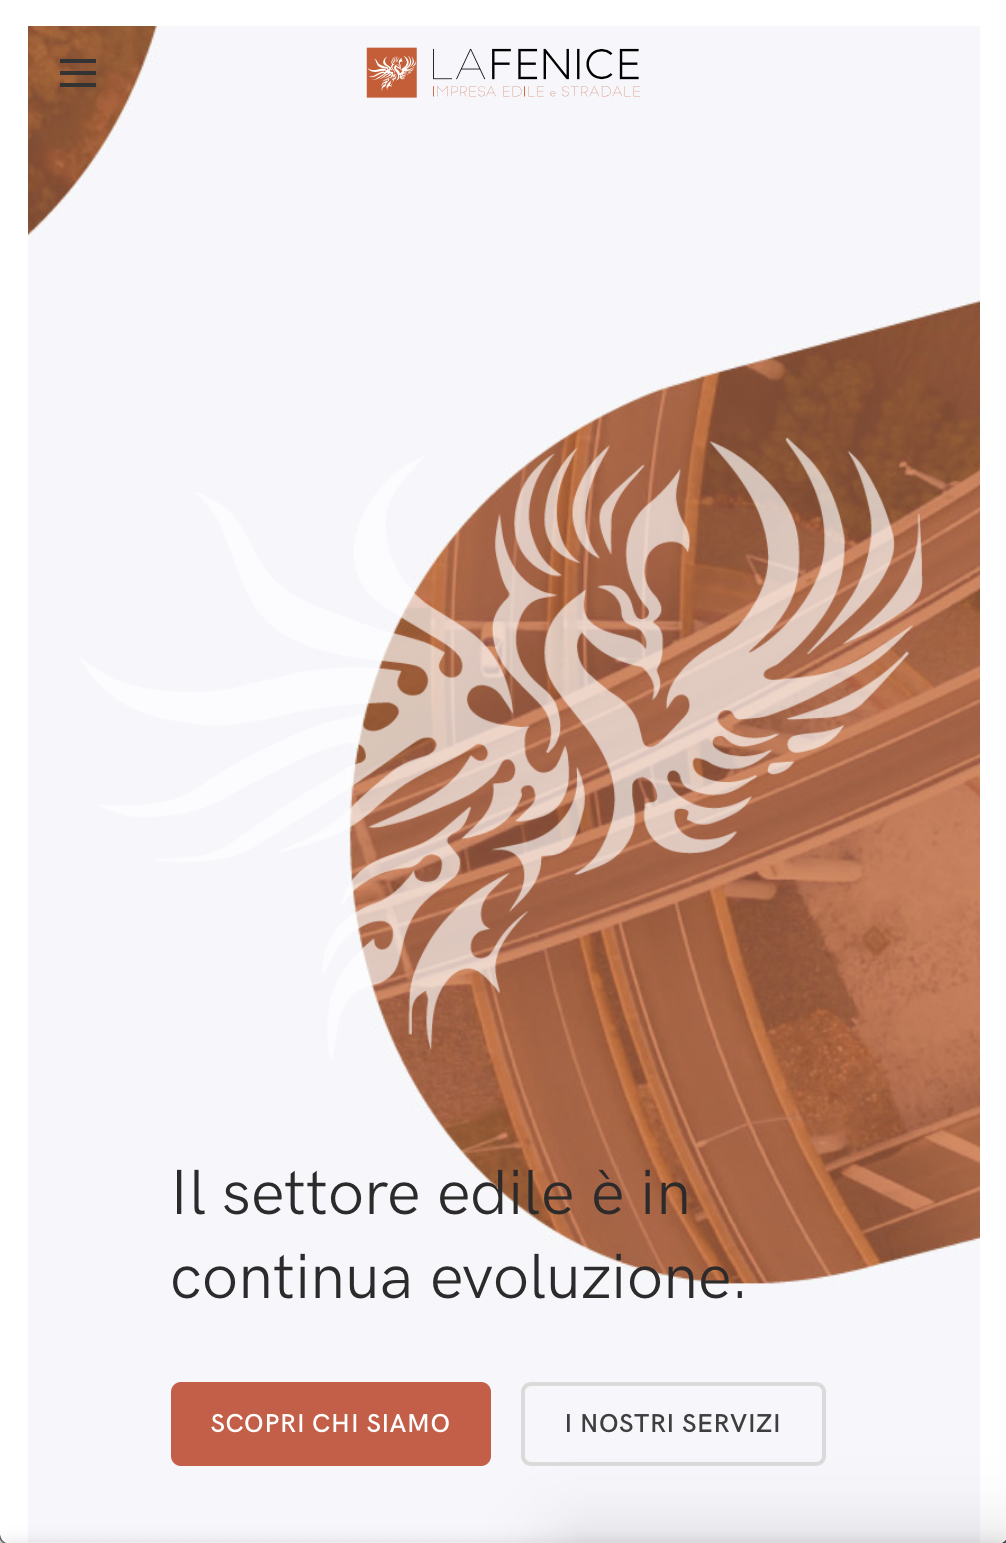 LAFENICE
IMPRESA EDILE e STRADALE
Il settore edile è in
continua evoluzione.
SCOPRI CHI SIAMO
I NOSTRI SERVIZI